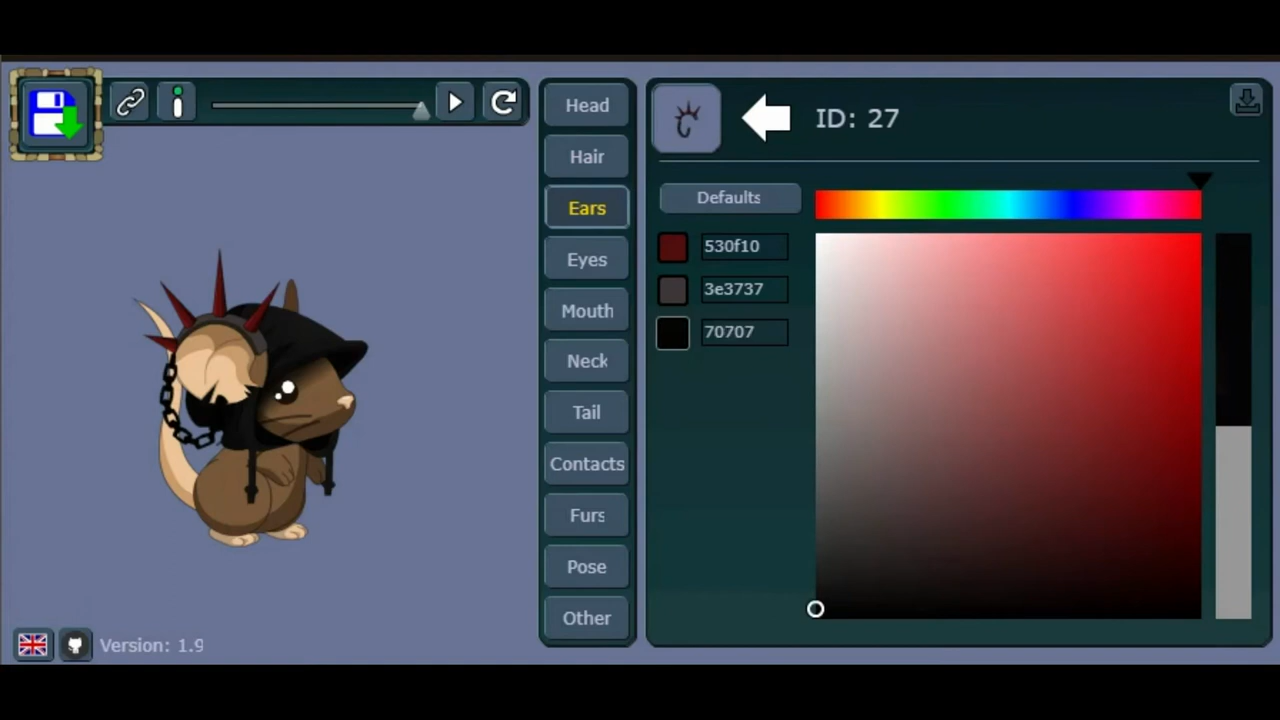 Head
Hair
Ears
Eyes
Mouth
Neck
Tail
Contacts
Furs
Pose
Other
ID: 27
Defaults
530f10
3e3737
70707
Version: 1.9